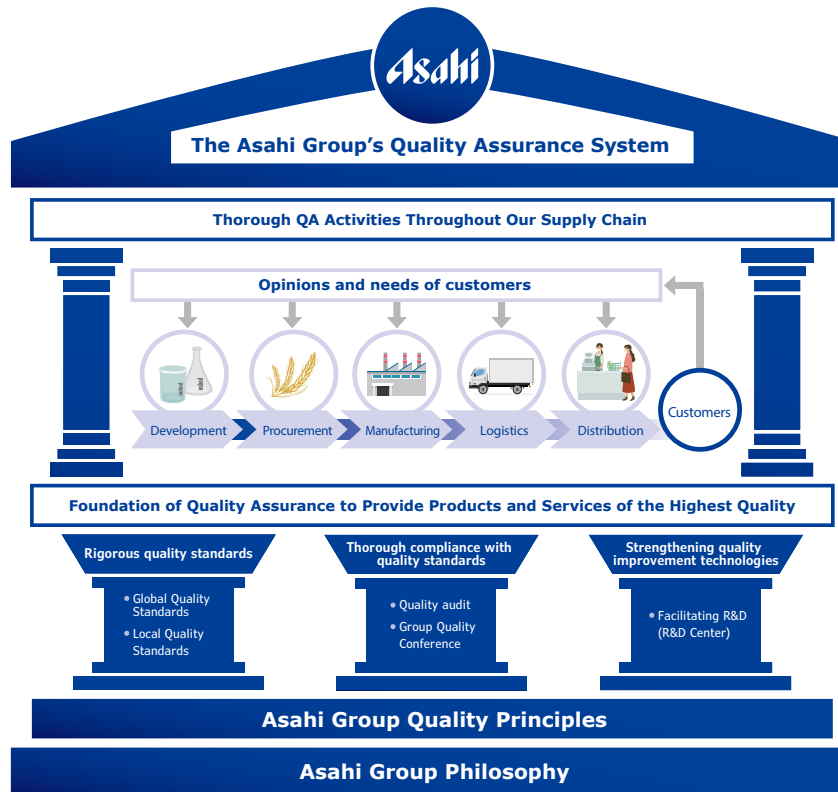 Asahi
The Asahi Group’s Quality Assurance System
Thorough QA Activities Throughout Our Supply Chain
Opinions and needs of customers
Development
Procurement
Manufacturing
Logistics
Distribution
Customers
Foundation of Quality Assurance to Provide Products and Services of the Highest Quality
Rigorous quality standards
• Global Quality
Standards
• Local Quality
Standards
Thorough compliance with
quality standards
• Quality audit
• Group Quality
Conference
Strengthening quality
improvement technologies
• Facilitating R&D
(R&D Center)
Asahi Group Quality Principles
Asahi Group Philosophy